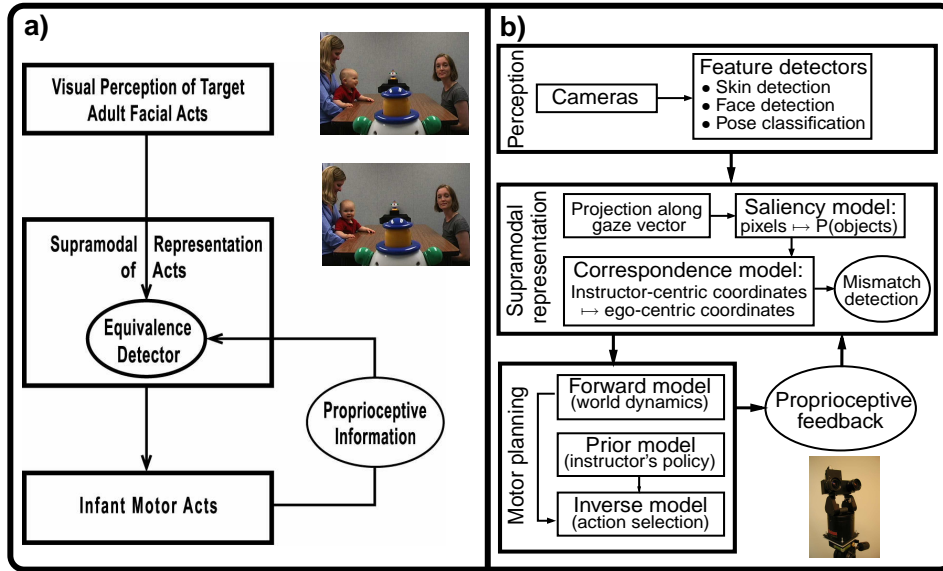 a)
Visual Perception of Target
Adult Facial Acts
Supramodal Representation
of Acts
Equivalence
Detector
Proprioceptive
Information
Infant Motor Acts
b)
Perception
Cameras
Feature detectors
● Skin detection
● Face detection
● Pose classification
Supramodal
representation
Projection along
gaze vector
Saliency model:
pixels ↦ P(objects)
Correspondence model:
Instructor-centric coordinates
↦ ego-centric coordinates
Mismatch
detection
Motor planning
Forward model
(world dynamics)
Prior model
(instructor's policy)
Inverse model
(action selection)
Proprioceptive
feedback